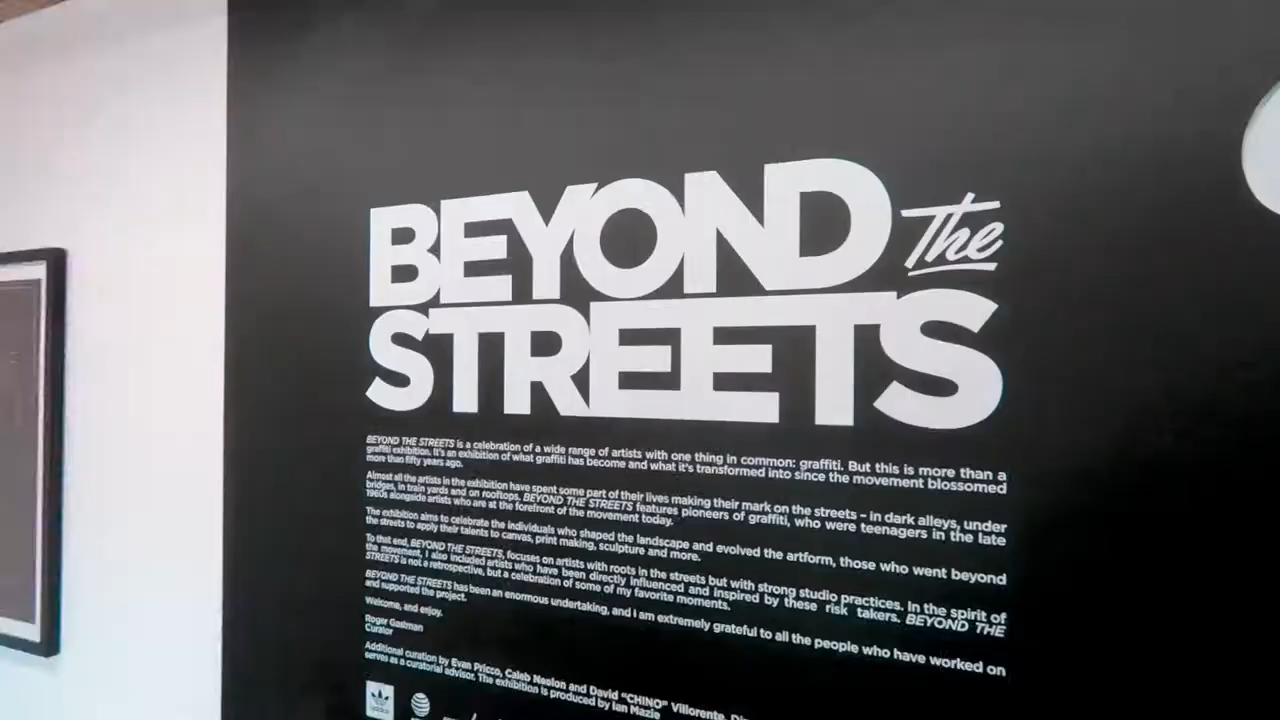 BEYOND The
STREETS
BEYOND THE STREETS is a celebration of a wide range of artists with one thing in common: graffiti. But this is more than a
graffiti exhibition. It's an exhibition of what graffiti has become and what it's transformed into since the movement blossomed
more than fifty years ago.
Almost all the artists in the exhibition have spent some part of their lives making their mark on the streets – in dark alleys, under
bridges, in train yards and on rooftops. BEYOND THE STREETS features pioneers of graffiti, who were teenagers in the late
1960s alongside artists who are at the forefront of the movement today.
The exhibition aims to celebrate the individuals who shaped the landscape and evolved the artform, those who went beyond
the streets to apply their talents to canvas, print making, sculpture and more.
To that end, BEYOND THE STREETS, focuses on artists with roots in the streets but with strong studio practices. In the spirit of
the movement, I also included artists who have been directly influenced and inspired by these risk takers. BEYOND THE
STREETS is not a retrospective, but a celebration of some of my favorite moments.
BEYOND THE STREETS has been an enormous undertaking, and I am extremely grateful to all the people who have worked on
and supported the project.
Welcome, and enjoy.
Roger Gastman
Curator
Additional curation by Evan Pricco, Caleb Neelon and David "CHINO" Villorente.
serves as a curatorial advisor. The exhibition is produced by Ian Mazie
adidas
AT&T